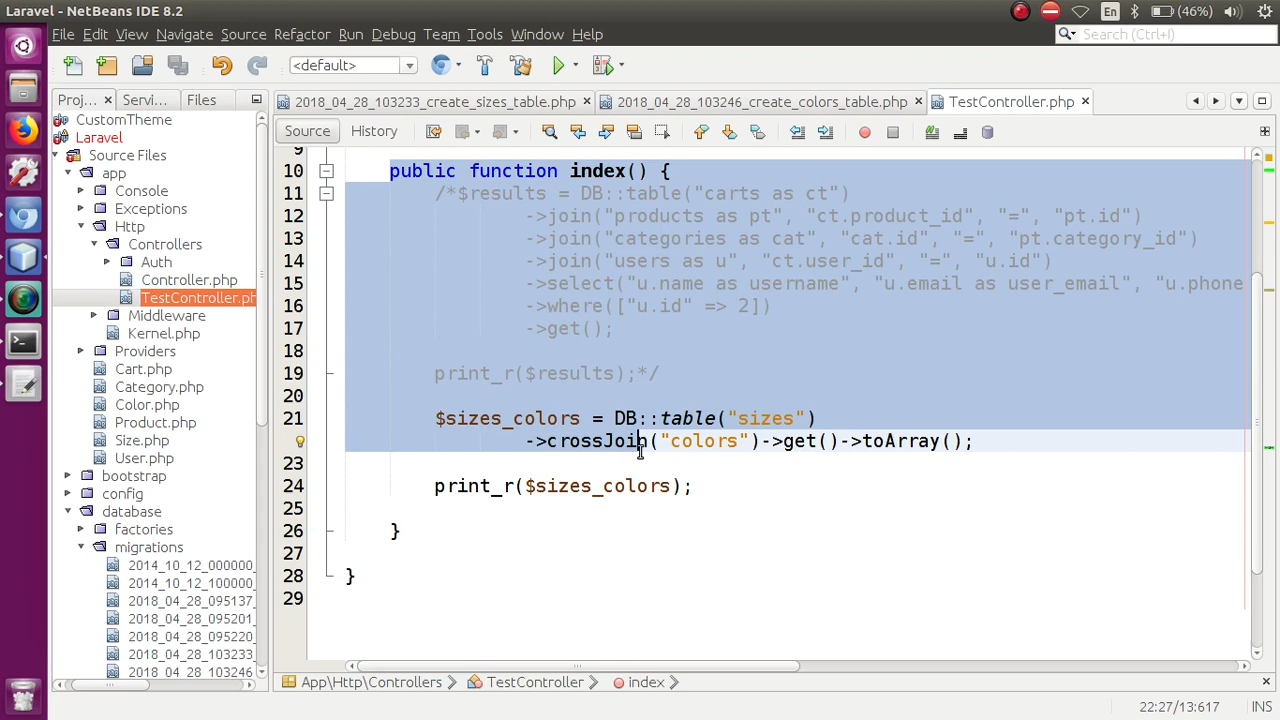 Laravel - NetBeans IDE 8.2
En
(46%)
File Edit View Navigate Source Refactor Run Debug Team Tools Window Help
Search (Ctrl+I)
<default>
Proj...
Servi...
Files
2018_04_28_103233_create_sizes_table.php
2018_04_28_103246_create_colors_table.php
TestController.php
Source
History
CustomTheme
Laravel
Source Files
app
Console
Exceptions
Http
Controllers
Auth
Controller.php
TestController.ph
Middleware
Kernel.php
Providers
Cart.php
Category.php
Color.php
Product.php
Size.php
User.php
bootstrap
config
database
factories
migrations
2014_10_12_000000_
2014_10_12_100000_
2018_04_28_095137_
2018_04_28_095201_
2018_04_28_095220_
2018_04_28_103233_
2018_04_28_103246_
9
10 public function index() {
11 /*$results = DB::table("carts as ct")
12 ->join("products as pt", "ct.product_id", "=", "pt.id")
13 ->join("categories as cat", "cat.id", "=", "pt.category_id")
14 ->join("users as u", "ct.user_id", "=", "u.id")
15 ->select("u.name as username", "u.email as user_email", "u.phone
16 ->where(["u.id" => 2])
17 ->get();
18
19 print_r($results);*/
20
21 $sizes_colors = DB::table("sizes")
->crossJoin("colors")->get()->toArray();
23
24 print_r($sizes_colors);
25
26 }
27
28 }
29
App\Http\Controllers
TestController
index
22:27/13:617
INS